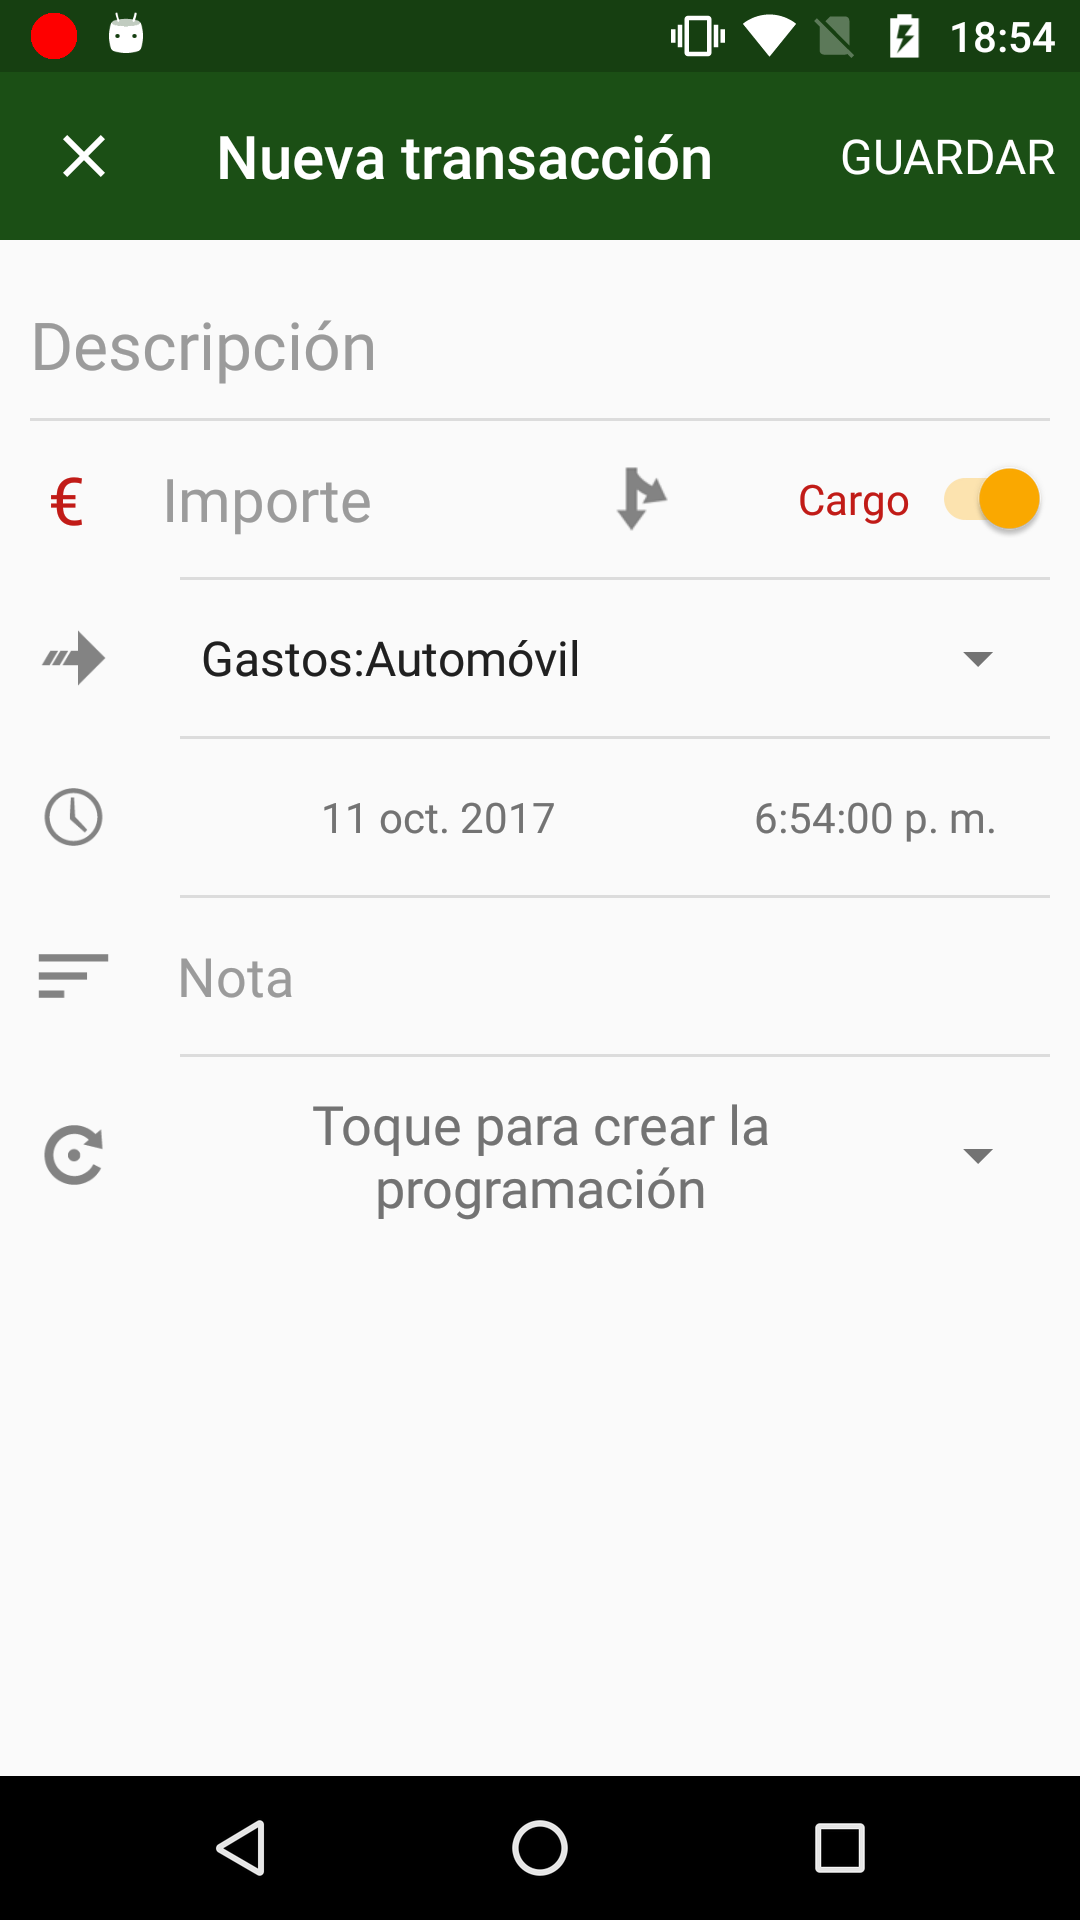 18:54
Nueva transacción
GUARDAR
Descripción
€ Importe Cargo
Gastos:Automóvil
11 oct. 2017 6:54:00 p. m.
Nota
Toque para crear la
programación